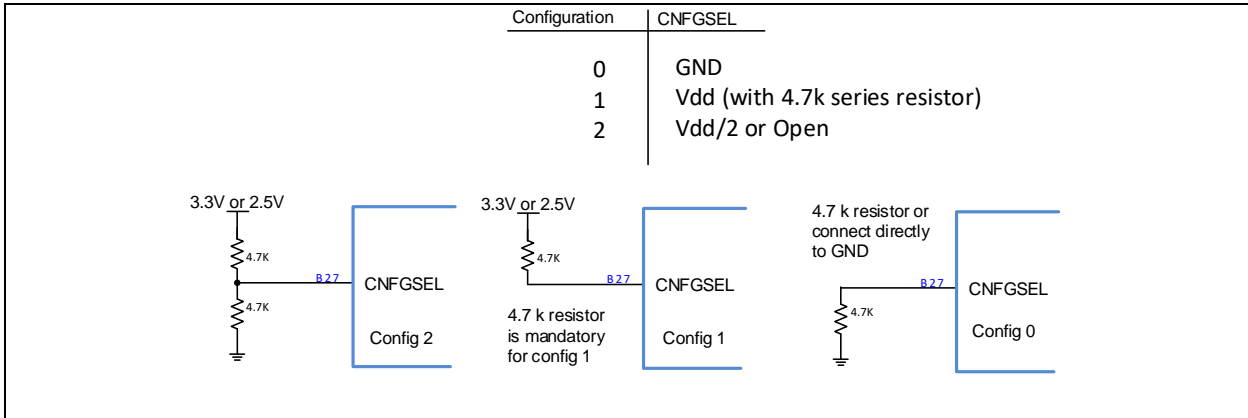 Configuration CNFGSEL
0 GND
1 Vdd (with 4.7k series resistor)
2 Vdd/2 or Open
3.3V or 2.5V
4.7K
B27
CNFGSEL
4.7K
Config 2
3.3V or 2.5V
4.7K
B27
CNFGSEL
4.7 k resistor
is mandatory
for config 1
Config 1
4.7 k resistor or
connect directly
to GND
B27
CNFGSEL
4.7K
Config 0